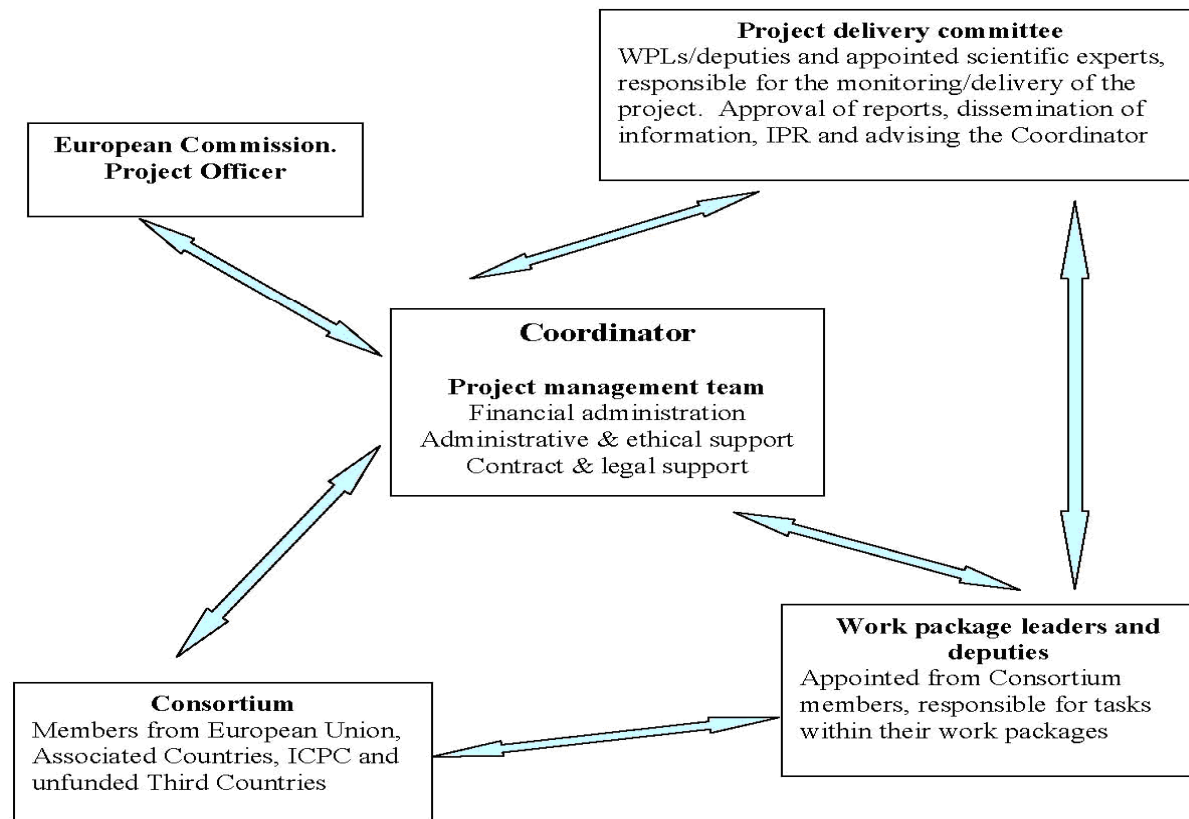 Project delivery committee
WPLs/deputies and appointed scientific experts,
responsible for the monitoring/delivery of the
project.  Approval of reports, dissemination of
information, IPR and advising the Coordinator
European Commission.
Project Officer
Coordinator
Project management team
Financial administration
Administrative & ethical support
Contract & legal support
Work package leaders and
deputies
Appointed from Consortium
members, responsible for tasks
within their work packages
Consortium
Members from European Union,
Associated Countries, ICPC and
unfunded Third Countries